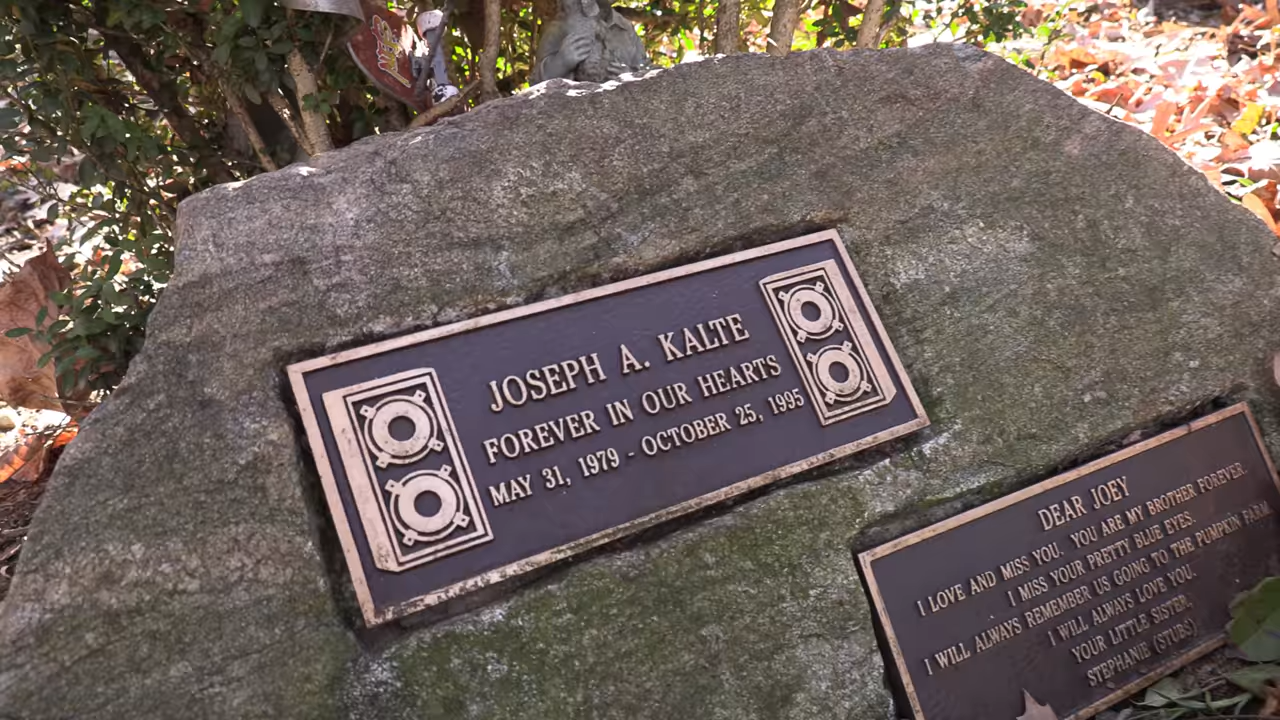 JOSEPH A. KALTE
FOREVER IN OUR HEARTS
MAY 31, 1979 - OCTOBER 25, 1995
DEAR JOEY
I LOVE AND MISS YOU. YOU ARE MY BROTHER FOREVER.
I MISS YOUR PRETTY BLUE EYES.
I WILL ALWAYS REMEMBER US GOING TO THE PUMPKIN FARM
I WILL ALWAYS LOVE YOU.
YOUR LITTLE SISTER,
STEPHANIE (STUBS)